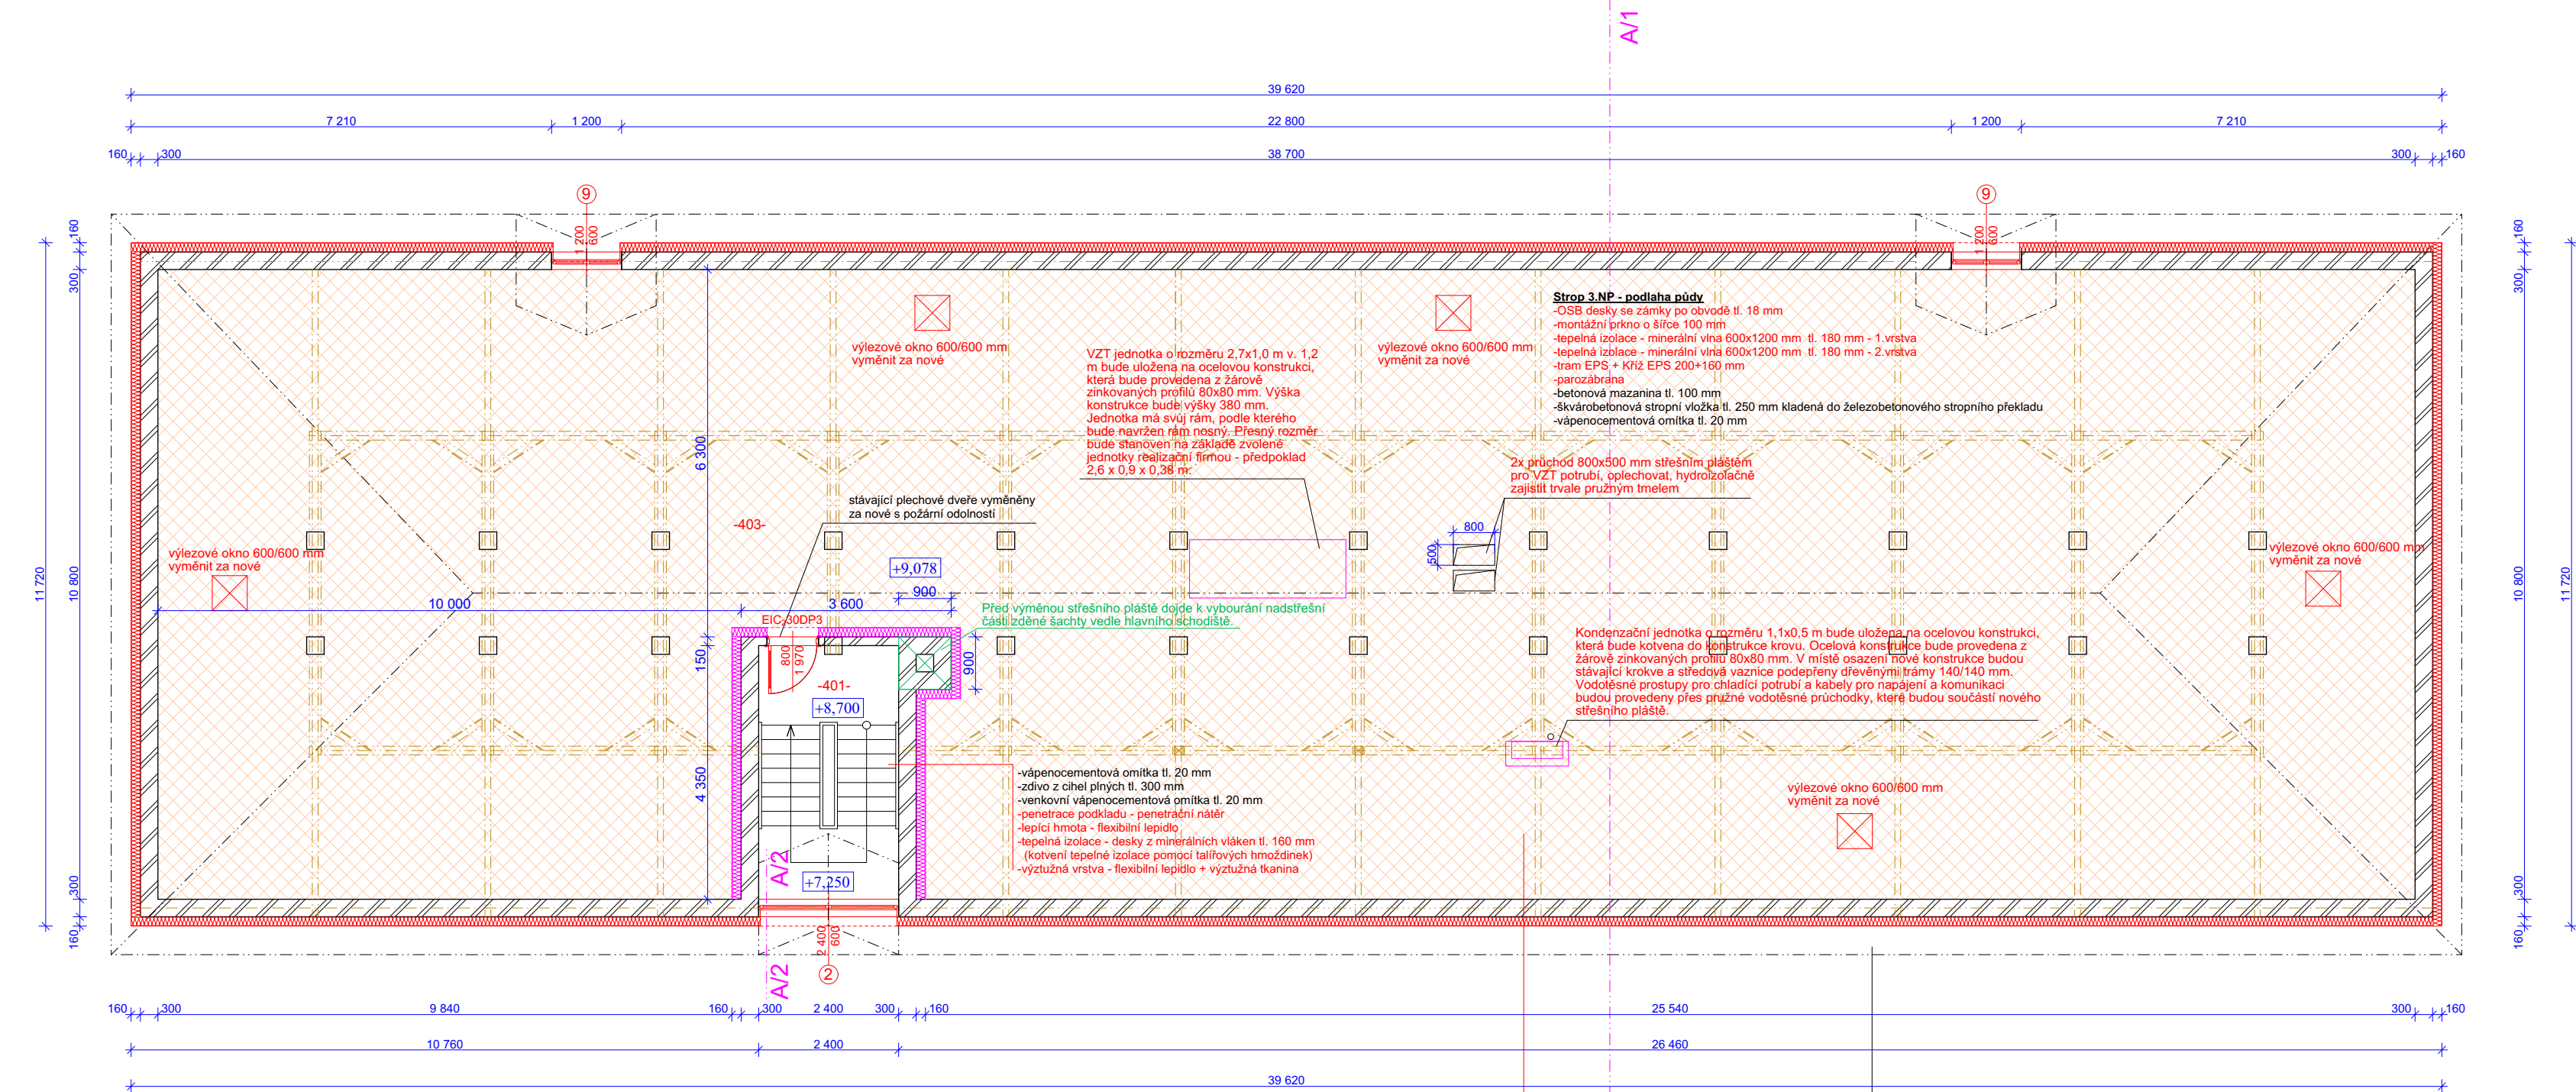 A/1
39 620
7 210
1 200
22 800
1 200
7 210
160
300
38 700
300
160
9
9
160
300
10 800
11 720
300
160
1 200
600
1 200
600
160
300
10 800
11 720
300
160
výlezové okno 600/600 mm
vyměnit za nové
VZT jednotka o rozměru 2,7x1,0 m v. 1,2
m bude uložena na ocelovou konstrukci,
která bude provedena z žárově
zinkovaných profilů 80x80 mm. Výška
konstrukce bude výšky 380 mm.
Jednotka má svůj rám, podle kterého
bude navržen rám nosný. Přesný rozměr
bude stanoven na základě zvolené
jednotky realizační firmou - předpoklad
2,6 x 0,9 x 0,38 m.
výlezové okno 600/600 mm
vyměnit za nové
Strop 3.NP - podlaha půdy
-OSB desky se zámky po obvodě tl. 18 mm
-montážní prkno o šířce 100 mm
-tepelná izolace - minerální vlna 600x1200 mm  tl. 180 mm - 1.vrstva
-tepelná izolace - minerální vlna 600x1200 mm  tl. 180 mm - 2.vrstva
-tram EPS + Kříž EPS 200+160 mm
-parozábrana
-betonová mazanina tl. 100 mm
-škvárobetonová stropní vložka tl. 250 mm kladená do železobetonového stropního překladu
-vápenocementová omítka tl. 20 mm
6 300
2x průchod 800x500 mm střešním pláštěm
pro VZT potrubí, oplechovat, hydroizolačně
zajistit trvale pružným tmelem
stávající plechové dveře vyměněny
za nové s požární odolností
-403-
800
500
výlezové okno 600/600 mm
vyměnit za nové
výlezové okno 600/600 mm
vyměnit za nové
+9,078
900
10 000
3 600
Před výměnou střešního pláště dojde k vybourání nadstřešní
části zděné šachty vedle hlavního schodiště.
EIC-30DP3
800
1 970
150
900
-401-
+8,700
Kondenzační jednotka o rozměru 1,1x0,5 m bude uložena na ocelovou konstrukci,
která bude kotvena do konstrukce krovu. Ocelová konstrukce bude provedena z
žárově zinkovaných profilů 80x80 mm. V místě osazení nové konstrukce budou
stávající krokve a středová vaznice podepřeny dřevěnými trámy 140/140 mm.
Vodotěsné prostupy pro chladící potrubí a kabely pro napájení a komunikaci
budou provedeny přes pružné vodotěsné průchodky, které budou součástí nového
střešního pláště.
4 350
-vápenocementová omítka tl. 20 mm
-zdivo z cihel plných tl. 300 mm
-venkovní vápenocementová omítka tl. 20 mm
-penetrace podkladu - penetrační nátěr
-lepící hmota - flexibilní lepidlo
-tepelná izolace - desky z minerálních vláken tl. 160 mm
(kotvení tepelné izolace pomocí talířových hmoždinek)
-výztužná vrstva - flexibilní lepidlo + výztužná tkanina
výlezové okno 600/600 mm
vyměnit za nové
A/2
+7,250
2 400
600
A/2
2
160
300
9 840
160
300
2 400
300
160
25 540
300
160
10 760
2 400
26 460
39 620